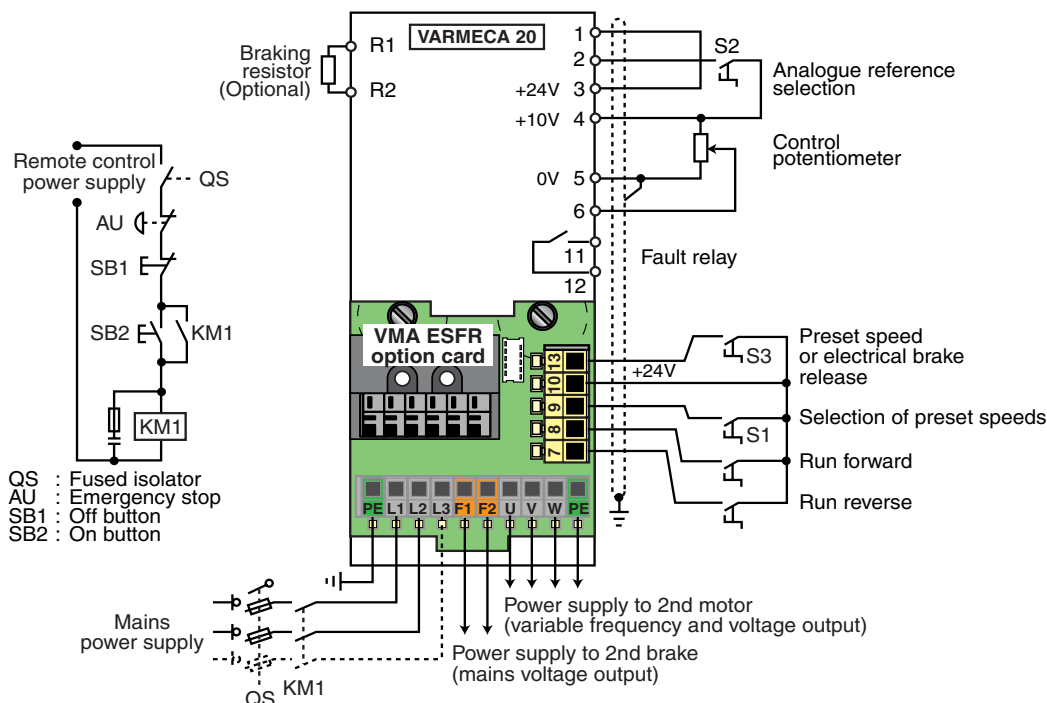 VARMECA 20
Braking
resistor
(Optional)
R1
R2
1
2
+24V 3
+10V 4
0V 5
6
11
12
S2
Analogue reference
selection
Control
potentiometer
Fault relay
Remote control
power supply
QS
AU
SB1
SB2
KM1
KM1
QS : Fused isolator
AU : Emergency stop
SB1 : Off button
SB2 : On button
VMA ESFR
option card
13
10
9
8
7
+24V
S3
Preset speed
or electrical brake
release
S1
Selection of preset speeds
Run forward
Run reverse
PE L1 L2 L3 F1 F2 U V W PE
Mains
power supply
QS
KM1
Power supply to 2nd motor
(variable frequency and voltage output)
Power supply to 2nd brake
(mains voltage output)